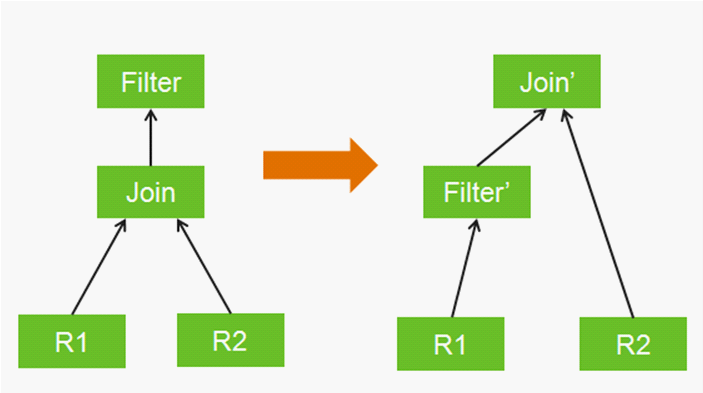 Filter
Join
R1
R2
Join’
Filter’
R1
R2